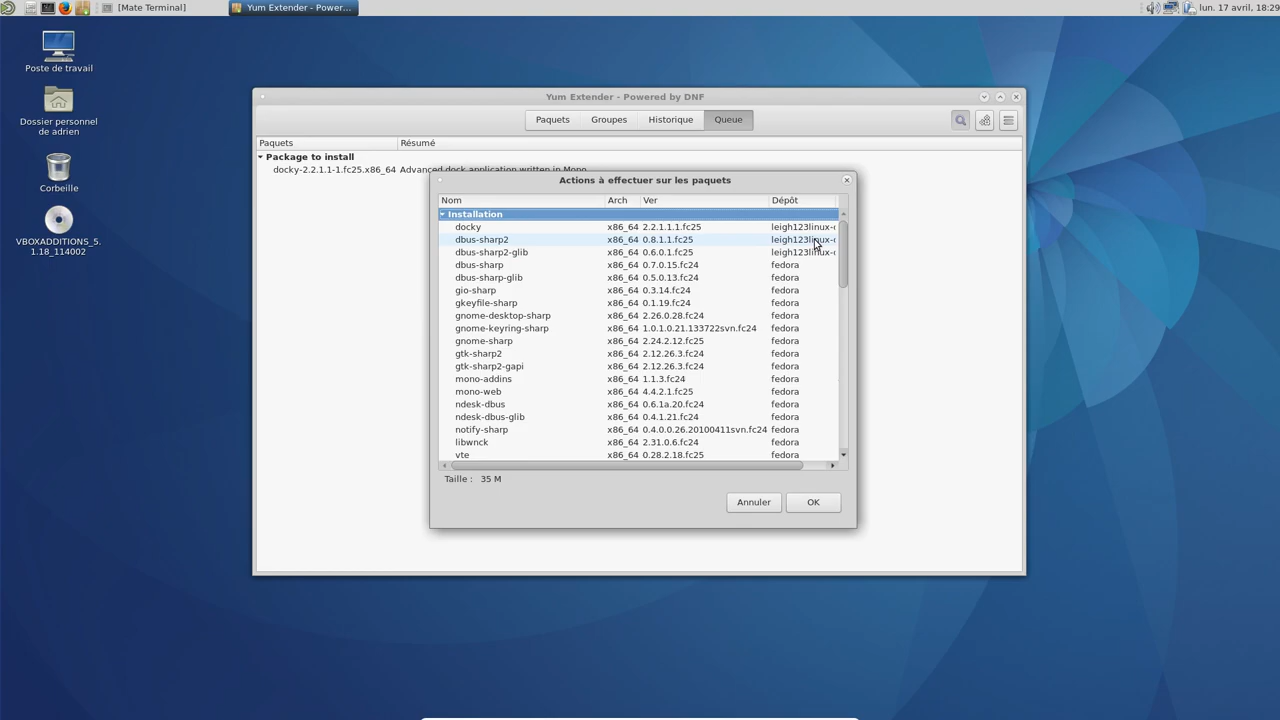 [Mate Terminal]
Yum Extender - Power...
lun. 17 avril, 18:29
Poste de travail
Dossier personnel
de adrien
Corbeille
VBOXADDITIONS_5.
1.18_114002
Yum Extender - Powered by DNF
Paquets Groupes Historique Queue
Paquets Résumé
Package to install
docky-2.2.1.1-1.fc25.x86_64 Advanced dock application written in Mono
Actions à effectuer sur les paquets
Nom Arch Ver Dépôt
Installation
docky x86_64 2.2.1.1.1.fc25 leigh123linux-c
dbus-sharp2 x86_64 0.8.1.1.fc25 leigh123linux-c
dbus-sharp2-glib x86_64 0.6.0.1.fc25 leigh123linux-c
dbus-sharp x86_64 0.7.0.15.fc24 fedora
dbus-sharp-glib x86_64 0.5.0.13.fc24 fedora
gio-sharp x86_64 0.3.14.fc24 fedora
gkeyfile-sharp x86_64 0.1.19.fc24 fedora
gnome-desktop-sharp x86_64 2.26.0.28.fc24 fedora
gnome-keyring-sharp x86_64 1.0.1.0.21.133722svn.fc24 fedora
gnome-sharp x86_64 2.24.2.12.fc25 fedora
gtk-sharp2 x86_64 2.12.26.3.fc24 fedora
gtk-sharp2-gapi x86_64 2.12.26.3.fc24 fedora
mono-addins x86_64 1.1.3.fc24 fedora
mono-web x86_64 4.4.2.1.fc25 fedora
ndesk-dbus x86_64 0.6.1a.20.fc24 fedora
ndesk-dbus-glib x86_64 0.4.1.21.fc24 fedora
notify-sharp x86_64 0.4.0.0.26.20100411svn.fc24 fedora
libwnck x86_64 2.31.0.6.fc24 fedora
vte x86_64 0.28.2.18.fc25 fedora
Taille : 35 M
Annuler OK